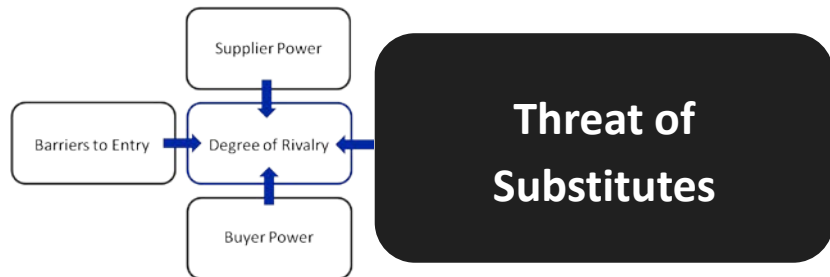 Supplier Power
Barriers to Entry
Degree of Rivalry
Threat of
Substitutes
Buyer Power